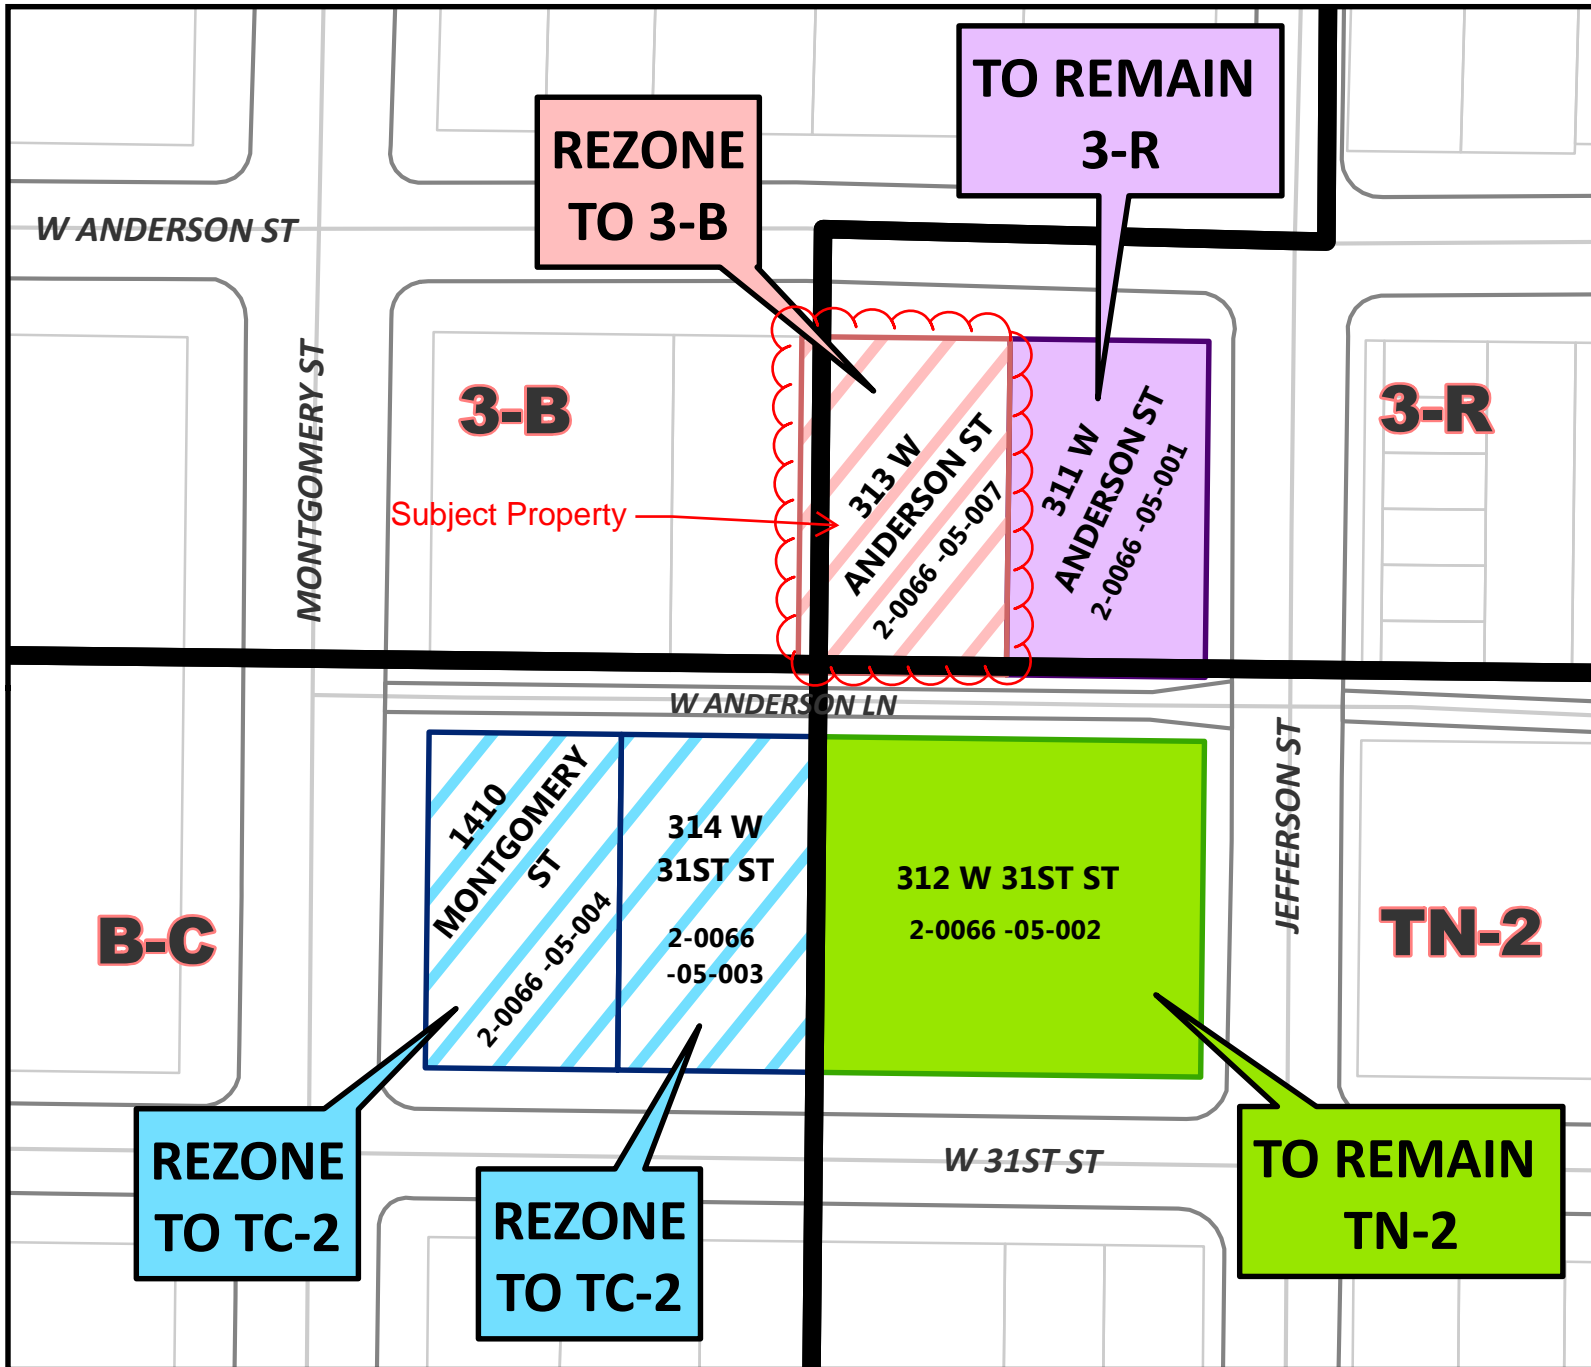 TO REMAIN
3-R
REZONE
TO 3-B
W ANDERSON ST
MONTGOMERY ST
3-B
3-R
Subject Property
313 W
ANDERSON ST
2-0066 -05-007
311 W
ANDERSON ST
2-0066 -05-001
W ANDERSON LN
JEFFERSON ST
1410
MONTGOMERY
ST
2-0066 -05-004
314 W
31ST ST
2-0066
-05-003
312 W 31ST ST
2-0066 -05-002
B-C
TN-2
REZONE
TO TC-2
REZONE
TO TC-2
W 31ST ST
TO REMAIN
TN-2